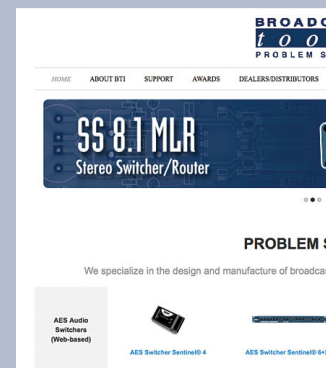 BROADC
too
PROBLEM S
HOME ABOUT BTI SUPPORT AWARDS DEALERS/DISTRIBUTORS
SS 8.1 MLR
Stereo Switcher/Router
PROBLEM S
We specialize in the design and manufacture of broadcas
AES Audio
Switchers
(Web-based)
AES Switcher Sentinel® 4 AES Switcher Sentinel® 6+